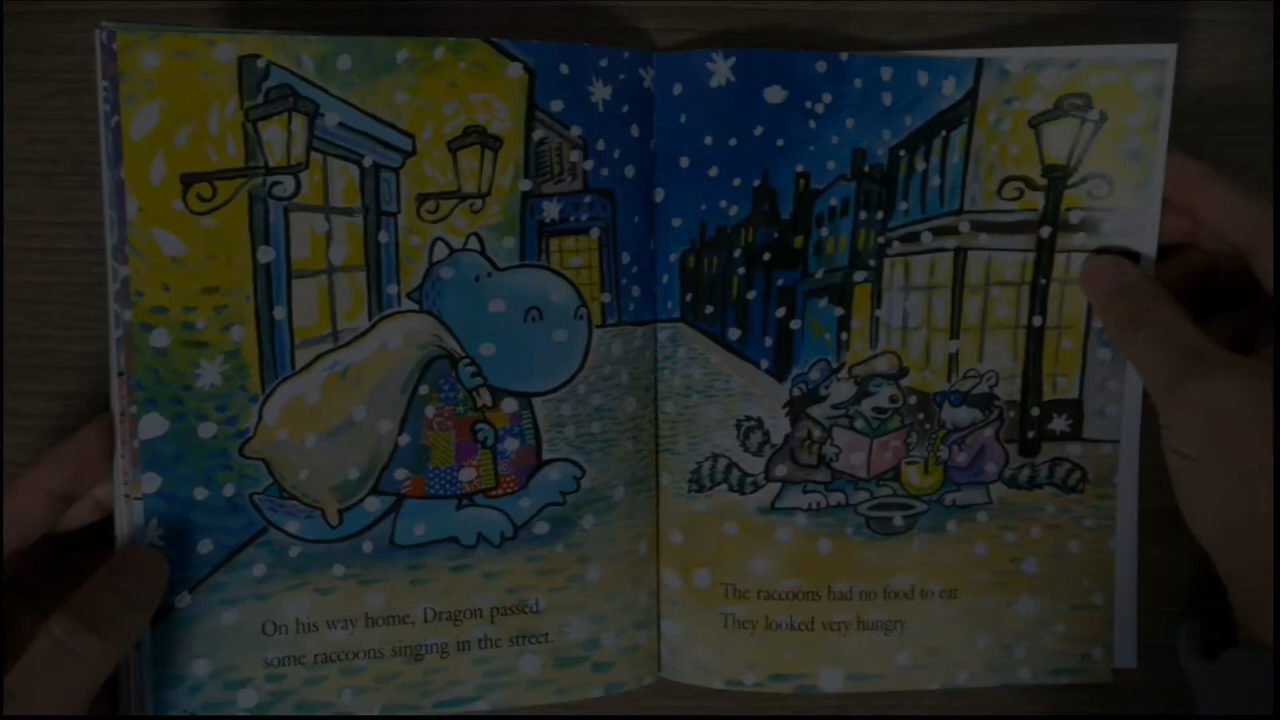 On his way home, Dragon passed
some raccoons singing in the street.
The raccoons had no food to eat
They looked very hungry